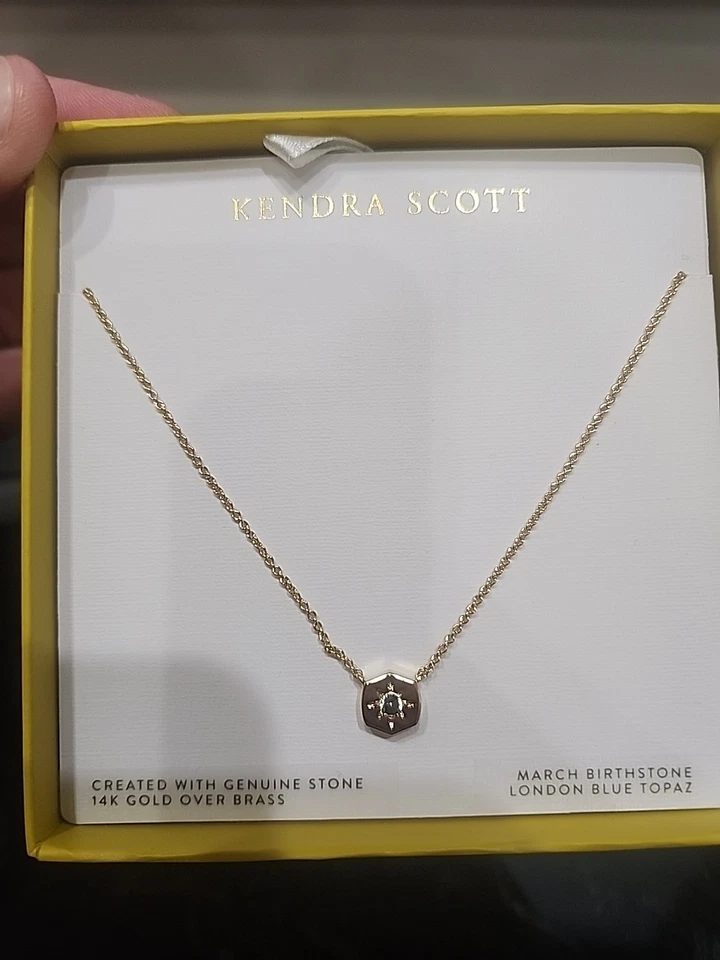 KENDRA SCOTT
CREATED WITH GENUINE STONE
14K GOLD OVER BRASS
MARCH BIRTHSTONE
LONDON BLUE TOPAZ